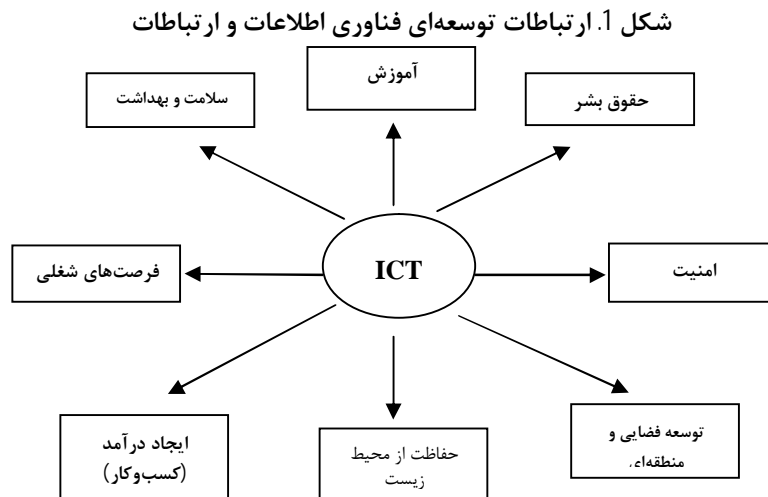 شکل 1. ارتباطات توسعه‌ای فناوری اطلاعات و ارتباطات
آموزش
حقوق بشر
سلامت و بهداشت
امنیت
ICT
فرصت‌های شغلی
توسعه فضایی و
منطقه‌ای
حفاظت از محیط
زیست
ایجاد درآمد
(کسب‌وکار)